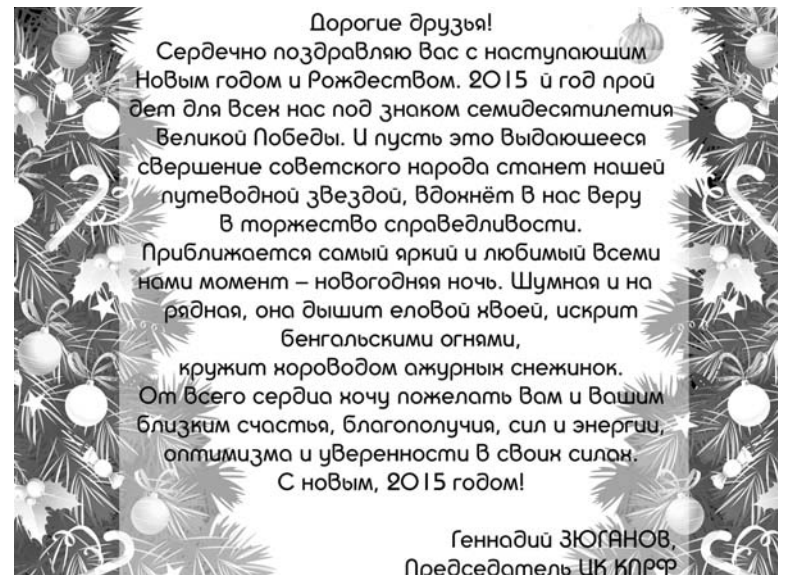 Дорогие друзья!
Сердечно поздравляю Вас с наступающим
Новым годом и Рождеством. 2015 й год прой
дет для всех нас под знаком семидесятилетия
Великой Победы. И пусть это выдающееся
свершение советского народа станет нашей
путеводной звездой, вдохнёт в нас веру
в торжество справедливости.
Приближается самый яркий и любимый всеми
нами момент – новогодняя ночь. Шумная и на
рядная, она дышит еловой хвоей, искрит
бенгальскими огнями,
кружит хороводом ажурных снежинок.
От всего сердца хочу пожелать Вам и Вашим
близким счастья, благополучия, сил и энергии,
оптимизма и уверенности в своих силах.
С новым, 2015 годом!
Геннадий ЗЮГАНОВ,
Председатель ЦК КПРФ